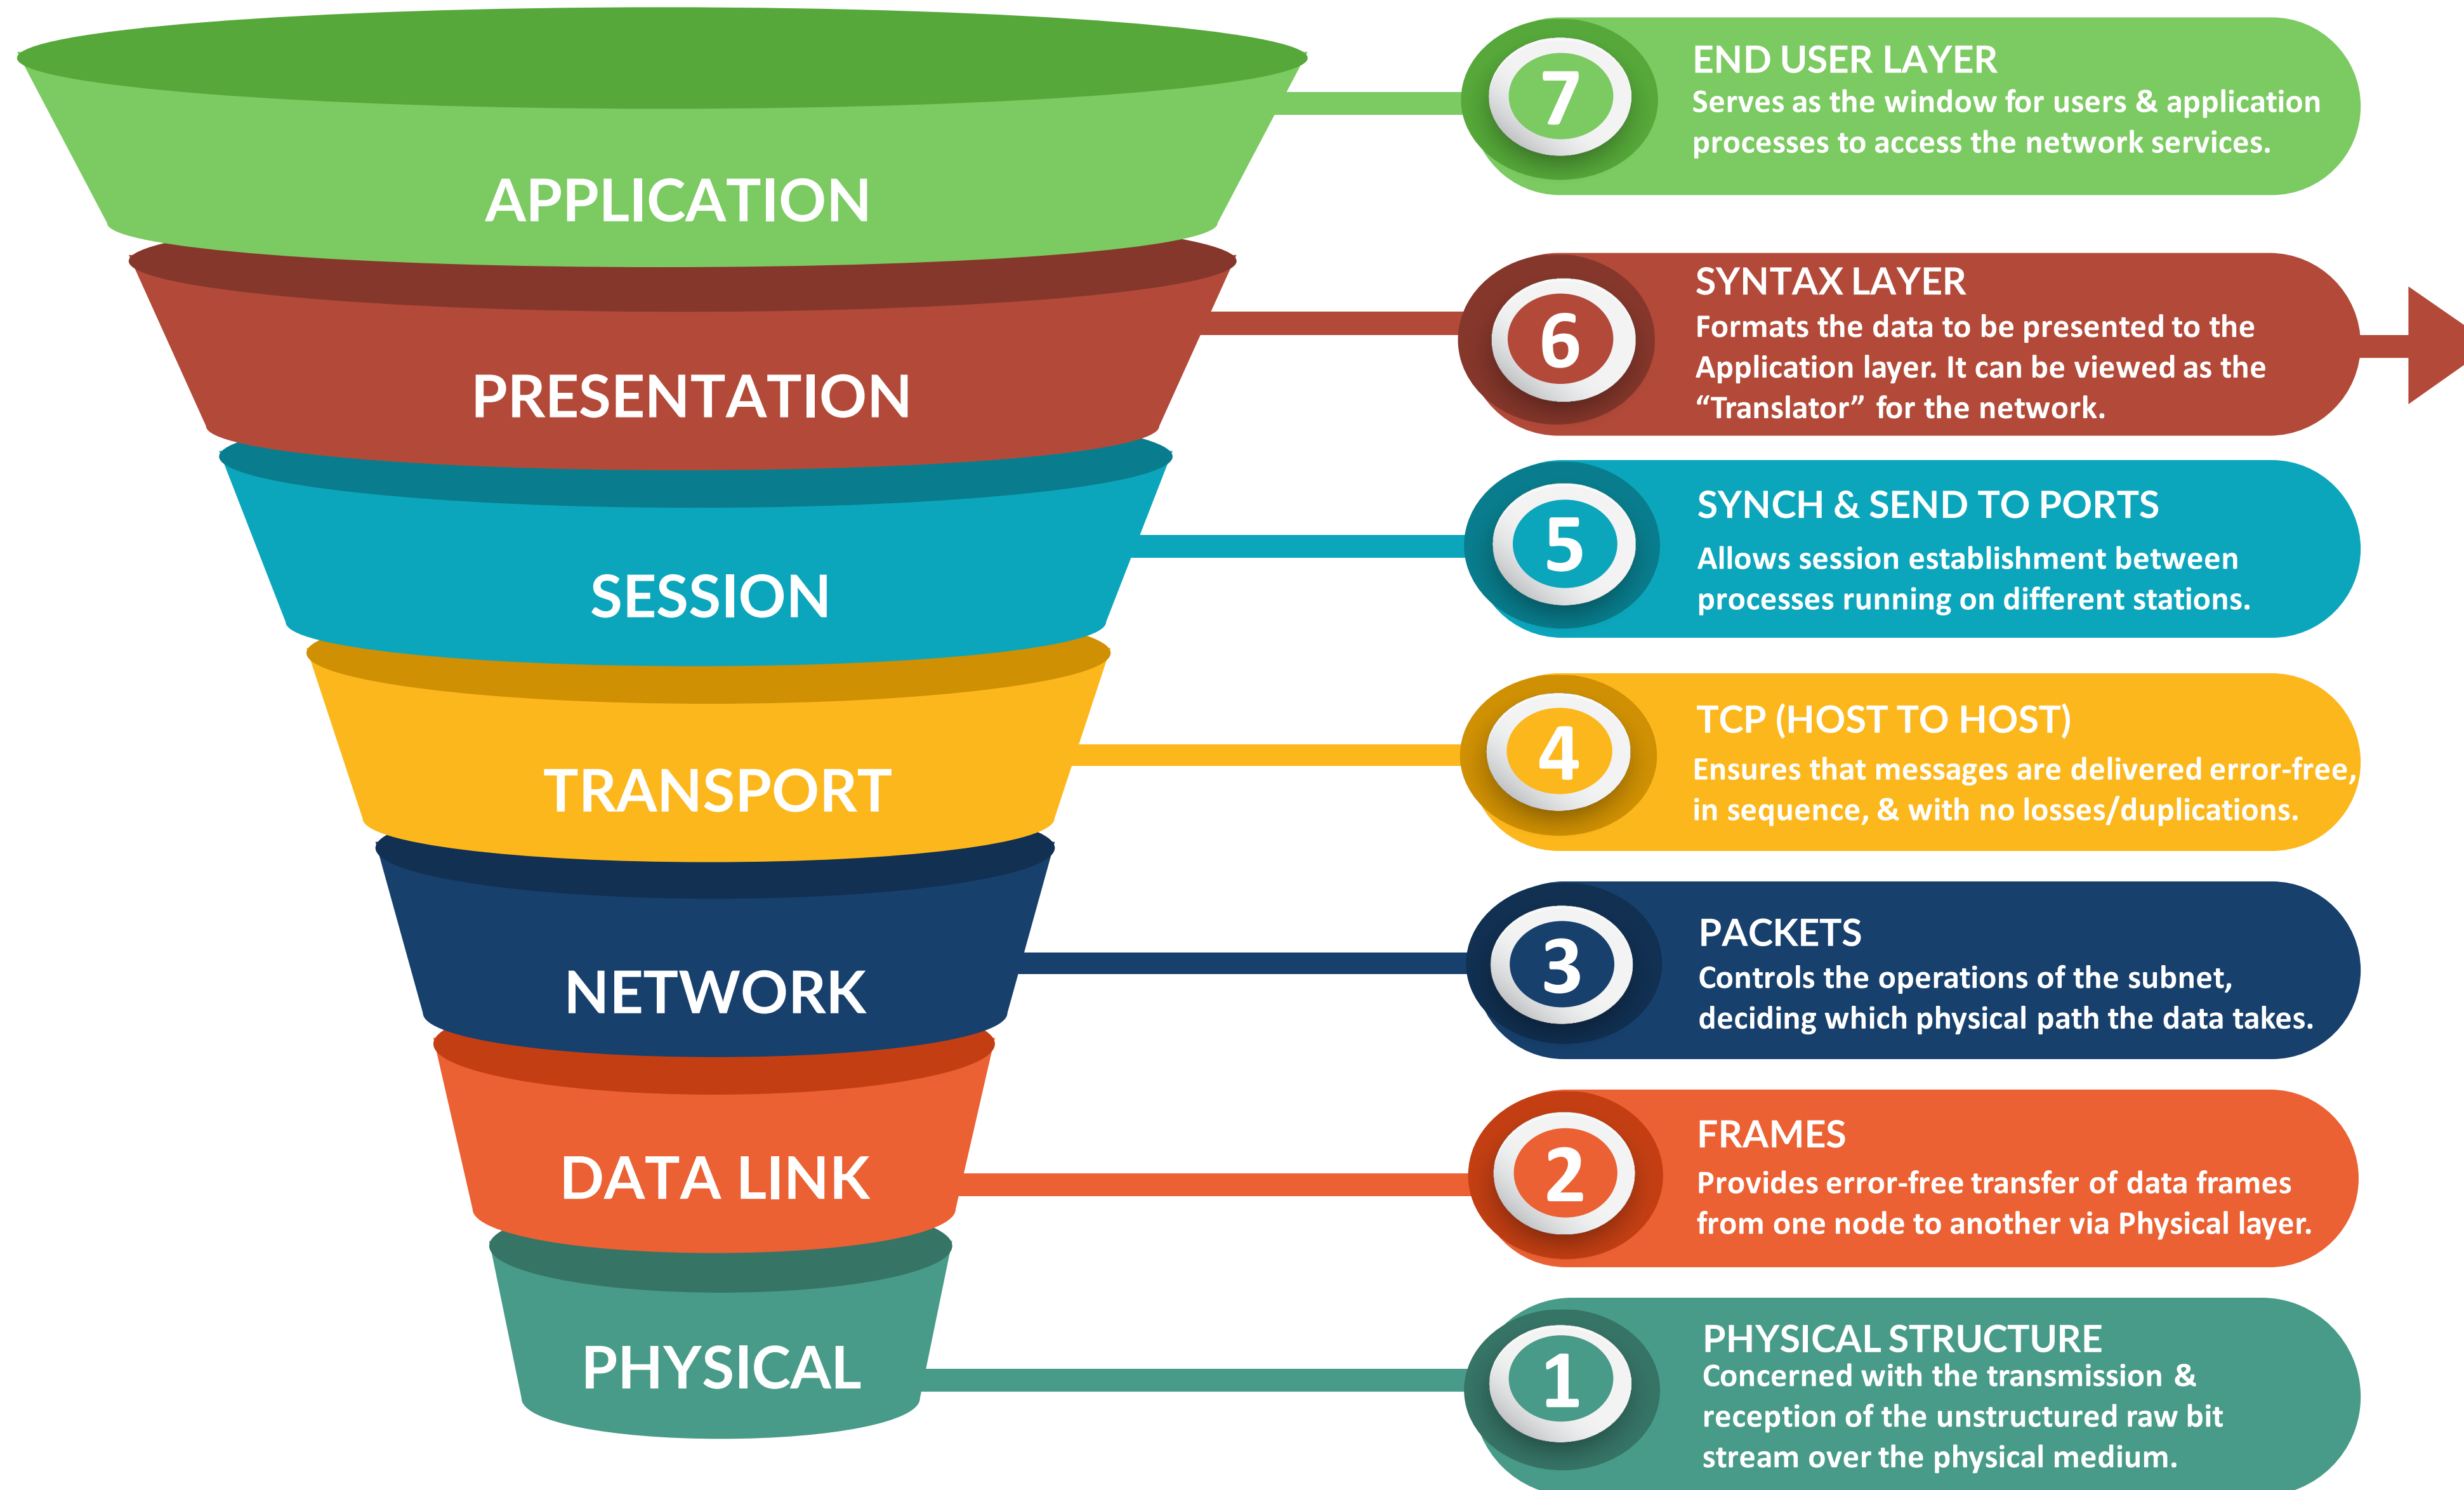 APPLICATION
7
END USER LAYER
Serves as the window for users & application
processes to access the network services.
PRESENTATION
6
SYNTAX LAYER
Formats the data to be presented to the
Application layer. It can be viewed as the
“Translator” for the network.
SESSION
5
SYNCH & SEND TO PORTS
Allows session establishment between
processes running on different stations.
TRANSPORT
4
TCP (HOST TO HOST)
Ensures that messages are delivered error-free,
in sequence, & with no losses/duplications.
NETWORK
3
PACKETS
Controls the operations of the subnet,
deciding which physical path the data takes.
DATA LINK
2
FRAMES
Provides error-free transfer of data frames
from one node to another via Physical layer.
PHYSICAL
1
PHYSICAL STRUCTURE
Concerned with the transmission &
reception of the unstructured raw bit
stream over the physical medium.